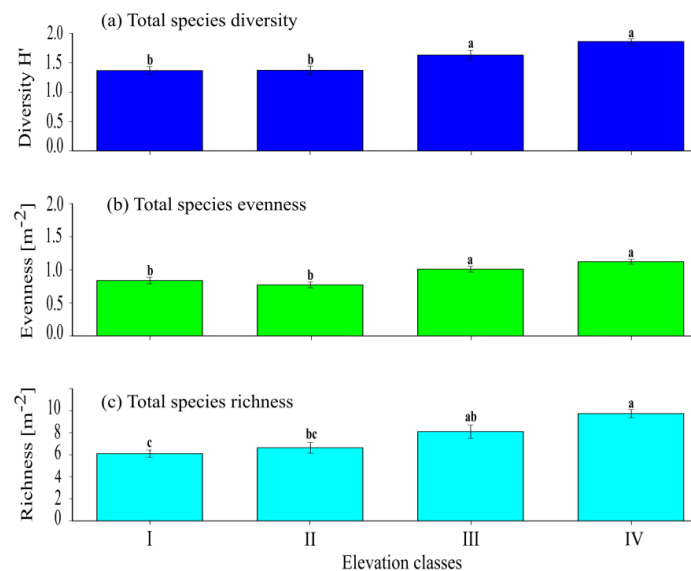 (a) Total species diversity
Diversity H'
2.0
1.5
1.0
0.5
0.0
b
b
a
a
(b) Total species evenness
Evenness [m⁻²]
2.0
1.5
1.0
0.5
0.0
b
b
a
a
(c) Total species richness
Richness [m⁻²]
10
8
6
4
2
0
c
bc
ab
a
I
II
III
IV
Elevation classes